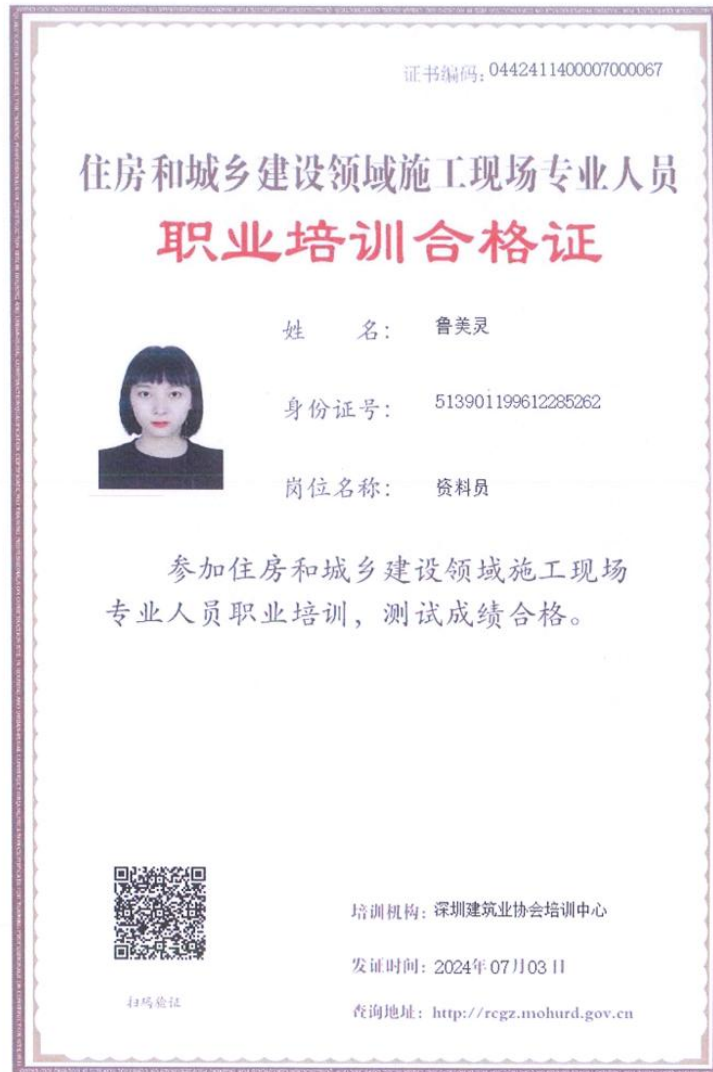 证书编码：0442411400007000067
住房和城乡建设领域施工现场专业人员
职业培训合格证
姓 名： 鲁美灵
身份证号： 513901199612285262
岗位名称： 资料员
参加住房和城乡建设领域施工现场
专业人员职业培训，测试成绩合格。
培训机构：深圳建筑业协会培训中心
发证时间：2024年07月03日
扫码验证
查询地址：http://rcgz.mohurd.gov.cn